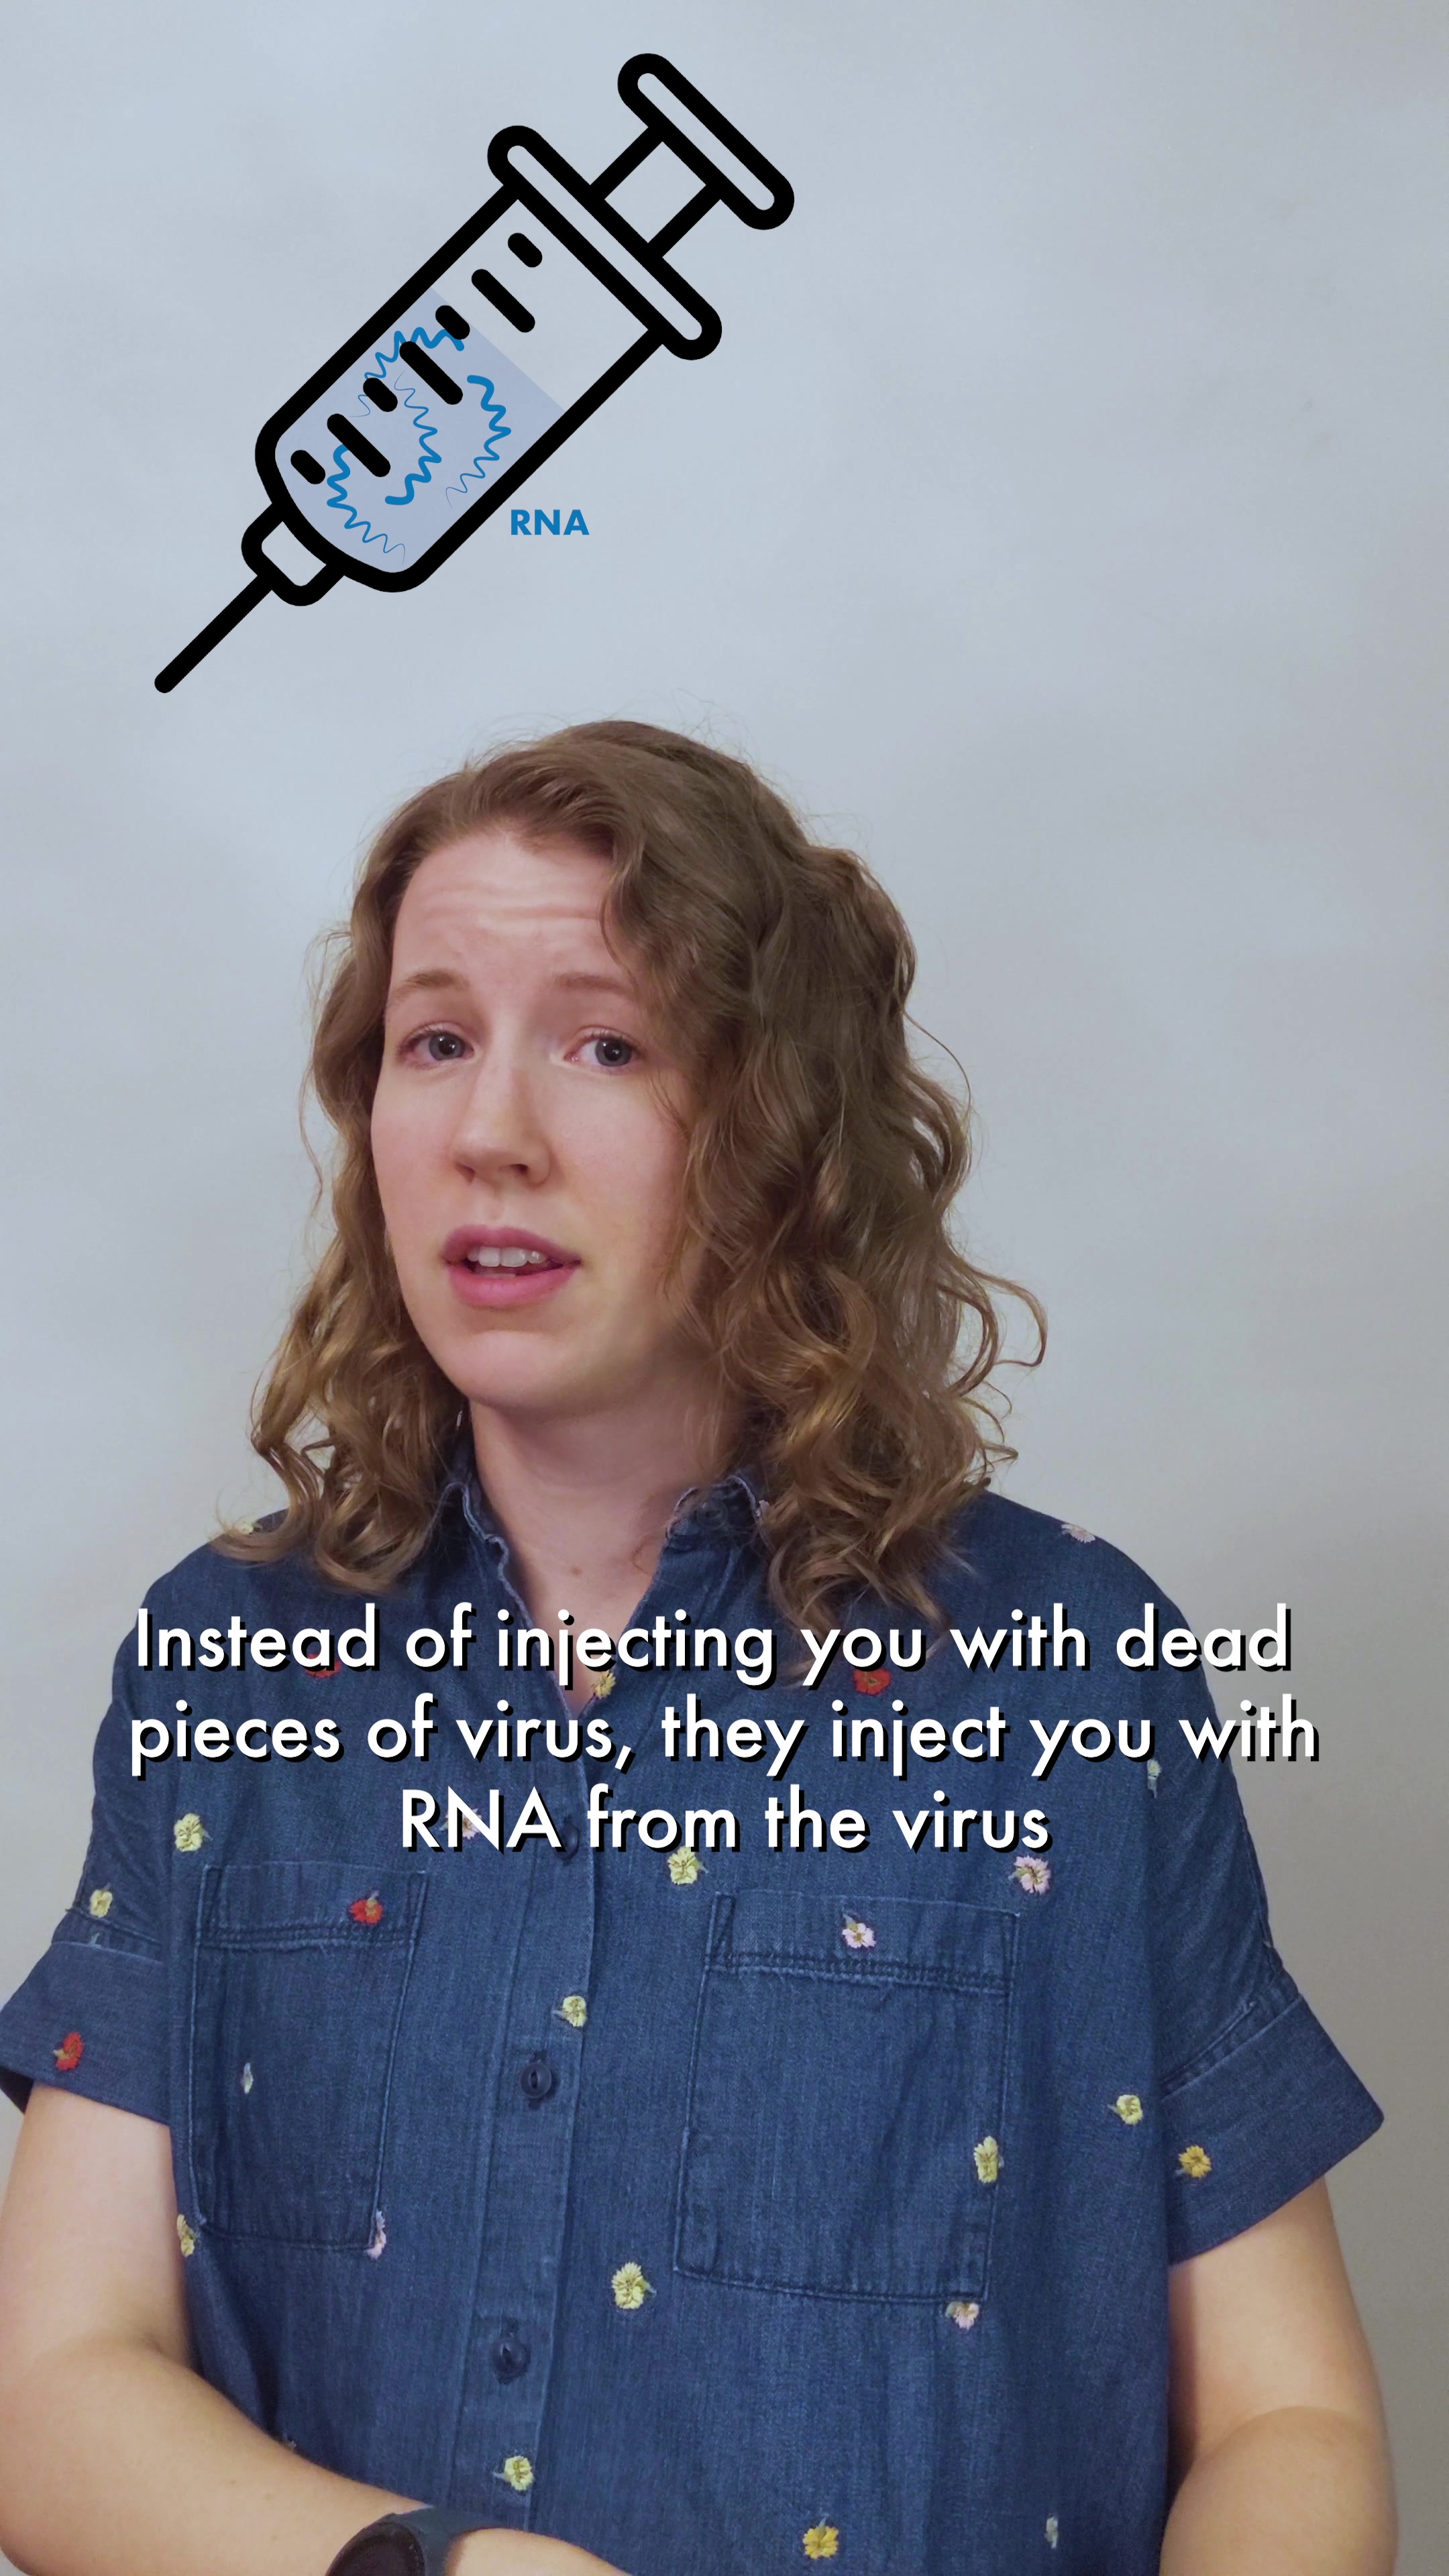 RNA
Instead of injecting you with dead
pieces of virus, they inject you with
RNA from the virus